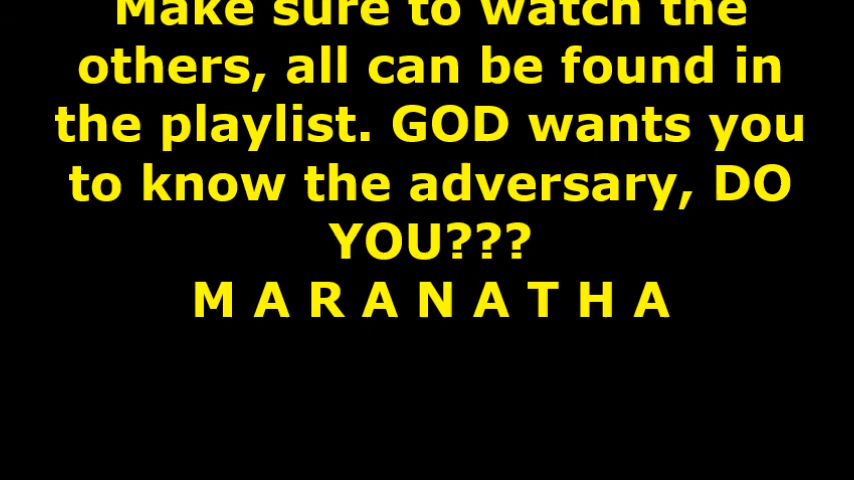 Make sure to watch the
others, all can be found in
the playlist. GOD wants you
to know the adversary, DO
YOU???
M A R A N A T H A